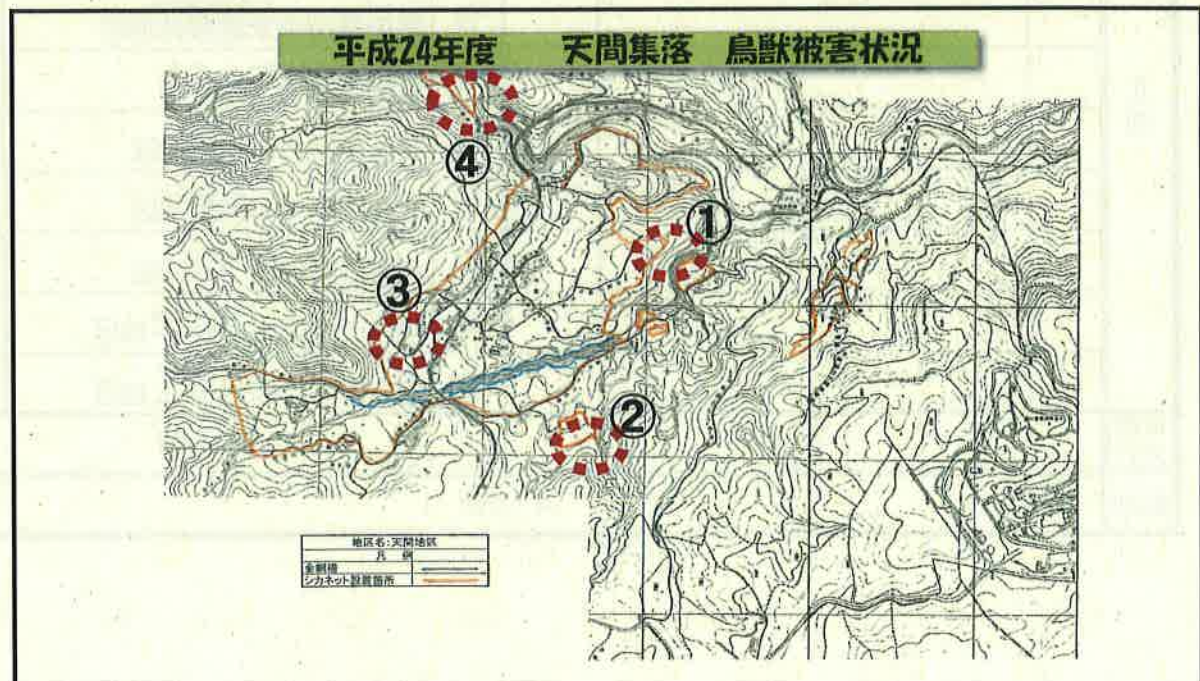 平成24年度 天間集落 鳥獣被害状況
④
①
③
②
地区名:天間地区
凡例
金網柵
シカネット設置箇所